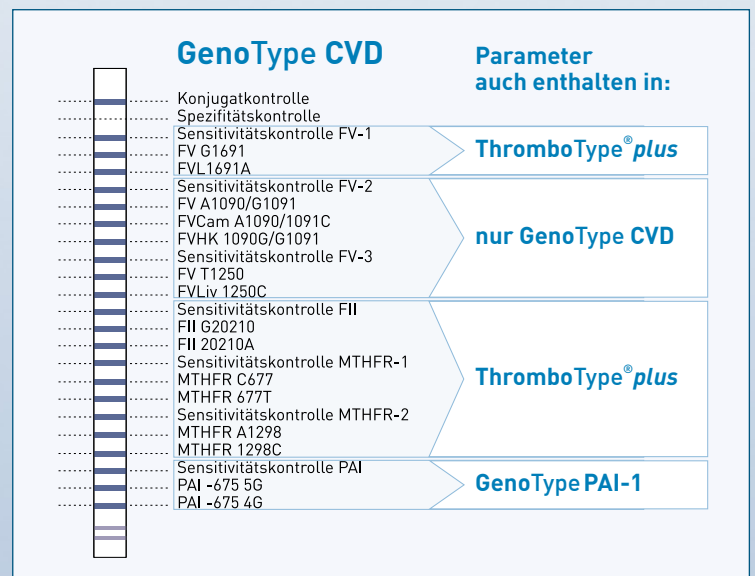 GenoType CVD
Parameter
auch enthalten in:
Konjugatkontrolle
Spezifitätskontrolle
Sensitivitätskontrolle FV-1
FV G1691
FVL1691A
ThromboType®plus
Sensitivitätskontrolle FV-2
FV A1090/G1091
FVCam A1090/1091C
FVHK 1090G/G1091
Sensitivitätskontrolle FV-3
FV T1250
FVLiv 1250C
nur GenoType CVD
Sensitivitätskontrolle FII
FII G20210
FII 20210A
Sensitivitätskontrolle MTHFR-1
MTHFR C677
MTHFR 677T
Sensitivitätskontrolle MTHFR-2
MTHFR A1298
MTHFR 1298C
ThromboType®plus
Sensitivitätskontrolle PAI
PAI -675 5G
PAI -675 4G
GenoType PAI-1